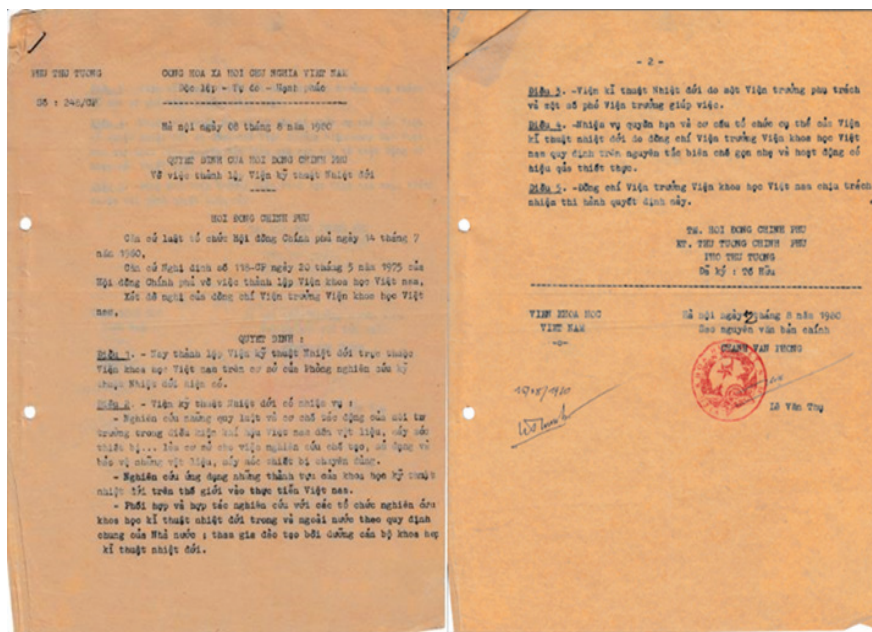 PHỦ THỦ TƯỚNG
CỘNG HÒA XÃ HỘI CHỦ NGHĨA VIỆT NAM
Độc lập - Tự do - Hạnh phúc
Số : 248/CP
Hà nội ngày 08 tháng 8 năm 1980
QUYẾT ĐỊNH CỦA HỘI ĐỒNG CHÍNH PHỦ
Về việc thành lập Viện kỹ thuật Nhiệt đới
HỘI ĐỒNG CHÍNH PHỦ
Căn cứ luật tổ chức Hội đồng Chính phủ ngày 14 tháng 7
năm 1960,
Căn cứ Nghị định số 118-CP ngày 20 tháng 5 năm 1975 của
Hội đồng Chính phủ về việc thành lập Viện khoa học Việt nam,
Xét đề nghị của đồng chí Viện trưởng Viện khoa học Việt
nam,
QUYẾT ĐỊNH :
Điều 1. - Nay thành lập Viện kỹ thuật Nhiệt đới trực thuộc
Viện khoa học Việt nam trên cơ sở của Phòng nghiên cứu kỹ
thuật Nhiệt đới hiện có.
Điều 2. - Viện kỹ thuật Nhiệt đới có nhiệm vụ :
- Nghiên cứu những quy luật và cơ chế tác động của môi
trường trong điều kiện khí hậu Việt nam đến vật liệu, máy móc
thiết bị... làm cơ sở cho việc nghiên cứu chế tạo, sử dụng và
bảo vệ những vật liệu, máy móc thiết bị chuyên dùng.
- Nghiên cứu ứng dụng những thành tựu của khoa học kỹ thuật
nhiệt đới trên thế giới vào thực tiễn Việt nam.
- Phối hợp và hợp tác nghiên cứu với các tổ chức nghiên cứu
khoa học kĩ thuật nhiệt đới trong và ngoài nước theo quy định
chung của Nhà nước ; tham gia đào tạo bồi dưỡng cán bộ khoa học
kĩ thuật nhiệt đới.
- 2 -
Điều 3. -Viện kĩ thuật Nhiệt đới do một Viện trưởng phụ trách
và một số phó Viện trưởng giúp việc.
Điều 4. -Nhiệm vụ quyền hạn và cơ cấu tổ chức cụ thể của Viện
kĩ thuật nhiệt đới do đồng chí Viện trưởng Viện khoa học Việt
nam quy định trên nguyên tắc biên chế gọn nhẹ và hoạt động có
hiệu quả thiết thực.
Điều 5. -Đồng chí Viện trưởng Viện khoa học Việt nam chịu trách
nhiệm thi hành quyết định này.
TM. HỘI ĐỒNG CHÍNH PHỦ
KT. THỦ TƯỚNG CHÍNH PHỦ
PHÓ THỦ TƯỚNG
Đã ký : Tố Hữu
VIỆN KHOA HỌC
VIỆT NAM
-o-
Hà nội ngày 2 tháng 8 năm 1980
Sao nguyên văn bản chính
CHÁNH VĂN PHÒNG
Lê Văn Thụ